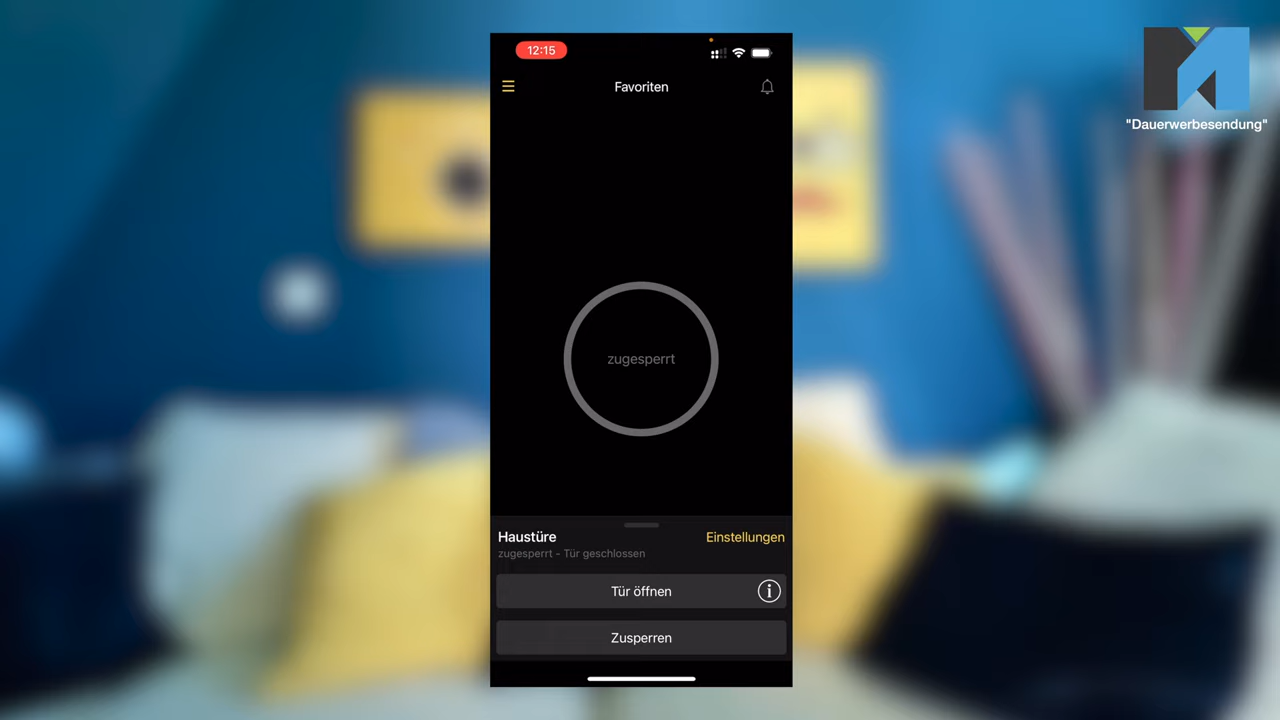 12:15
"Dauerwerbesendung"
Favoriten
zugesperrt
Haustüre
Einstellungen
zugesperrt - Tür geschlossen
Tür öffnen
Zusperren